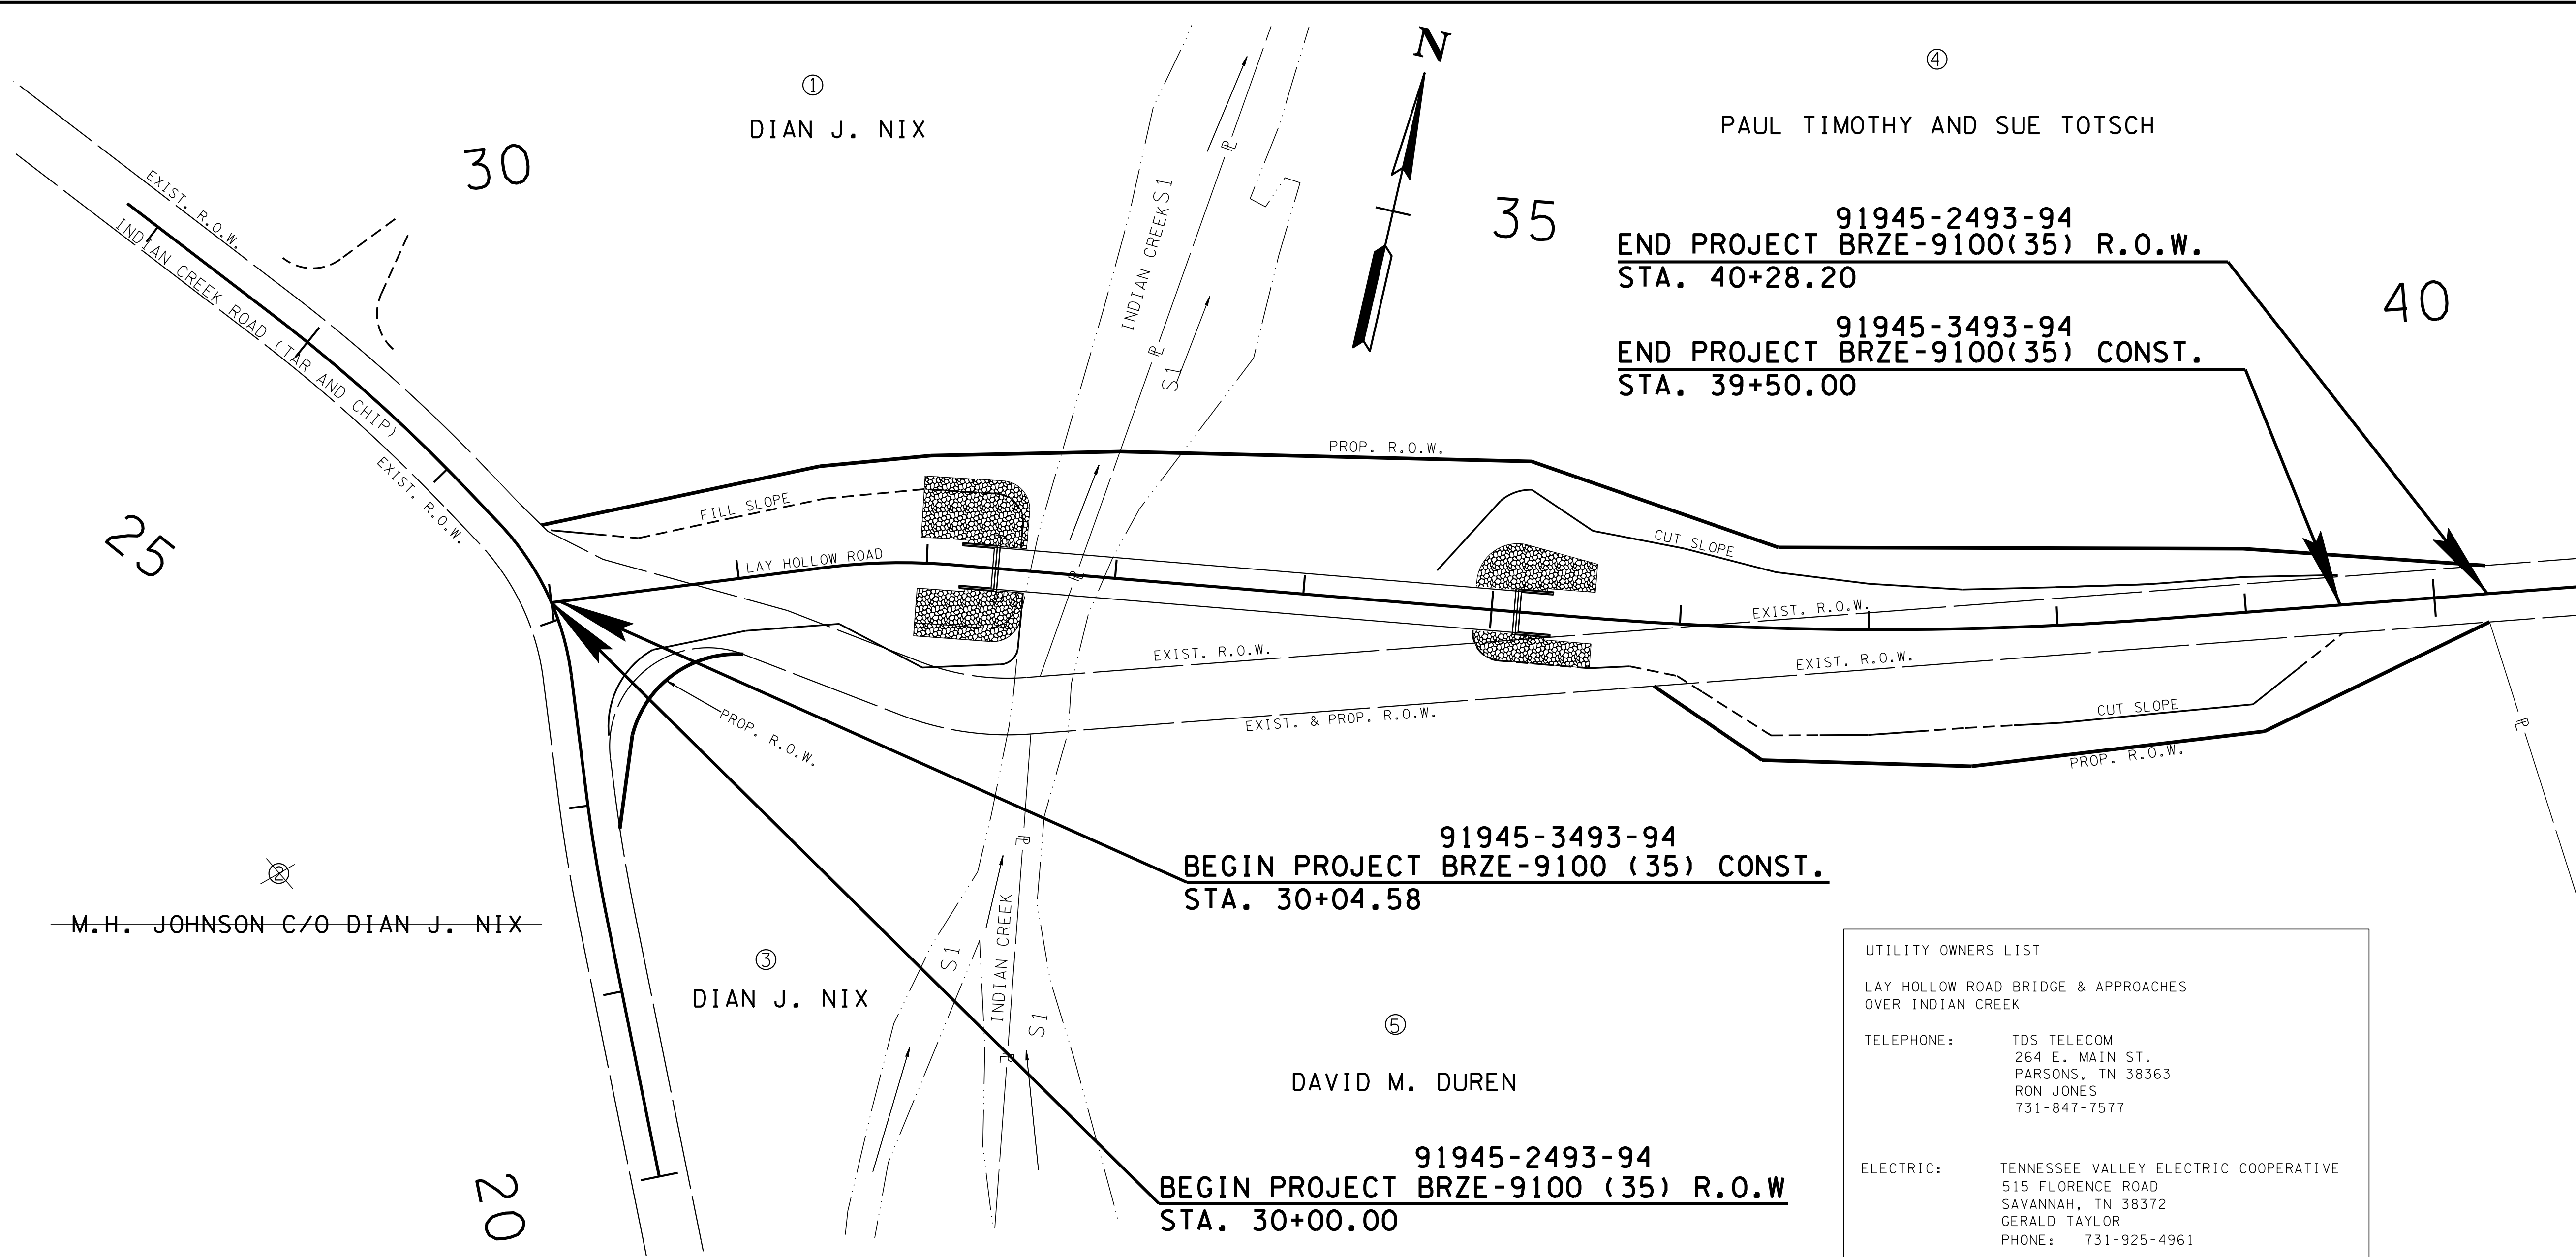 ①
DIAN J. NIX
N
④
PAUL TIMOTHY AND SUE TOTSCH
30
35
40
25
20
91945-2493-94
END PROJECT BRZE-9100(35) R.O.W.
STA. 40+28.20
91945-3493-94
END PROJECT BRZE-9100(35) CONST.
STA. 39+50.00
EXIST. R.O.W.
INDIAN CREEK ROAD (TAR AND CHIP)
EXIST. R.O.W.
INDIAN CREEK
S1
S1
PL
PL
PL
PROP. R.O.W.
FILL SLOPE
LAY HOLLOW ROAD
CUT SLOPE
EXIST. R.O.W.
EXIST. R.O.W.
EXIST. R.O.W.
EXIST. & PROP. R.O.W.
CUT SLOPE
PROP. R.O.W.
PL
PROP. R.O.W.
91945-3493-94
BEGIN PROJECT BRZE-9100 (35) CONST.
STA. 30+04.58
②
M.H. JOHNSON C/O DIAN J. NIX
③
DIAN J. NIX
PL
INDIAN CREEK
S1
S1
PL
⑤
DAVID M. DUREN
91945-2493-94
BEGIN PROJECT BRZE-9100 (35) R.O.W
STA. 30+00.00
UTILITY OWNERS LIST
LAY HOLLOW ROAD BRIDGE & APPROACHES
OVER INDIAN CREEK
TELEPHONE: TDS TELECOM
264 E. MAIN ST.
PARSONS, TN 38363
RON JONES
731-847-7577
ELECTRIC: TENNESSEE VALLEY ELECTRIC COOPERATIVE
515 FLORENCE ROAD
SAVANNAH, TN 38372
GERALD TAYLOR
PHONE: 731-925-4961